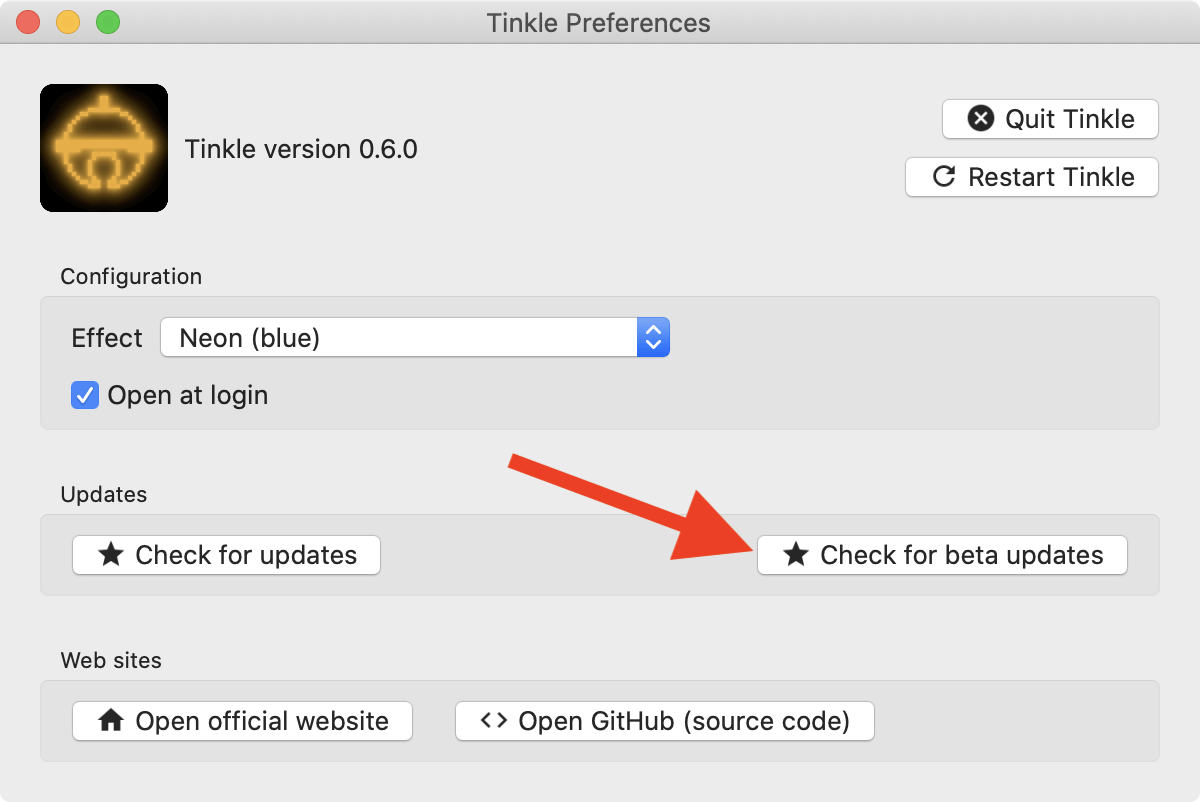 Tinkle Preferences
Tinkle version 0.6.0
Quit Tinkle
Restart Tinkle
Configuration
Effect Neon (blue)
Open at login
Updates
Check for updates
Check for beta updates
Web sites
Open official website
Open GitHub (source code)